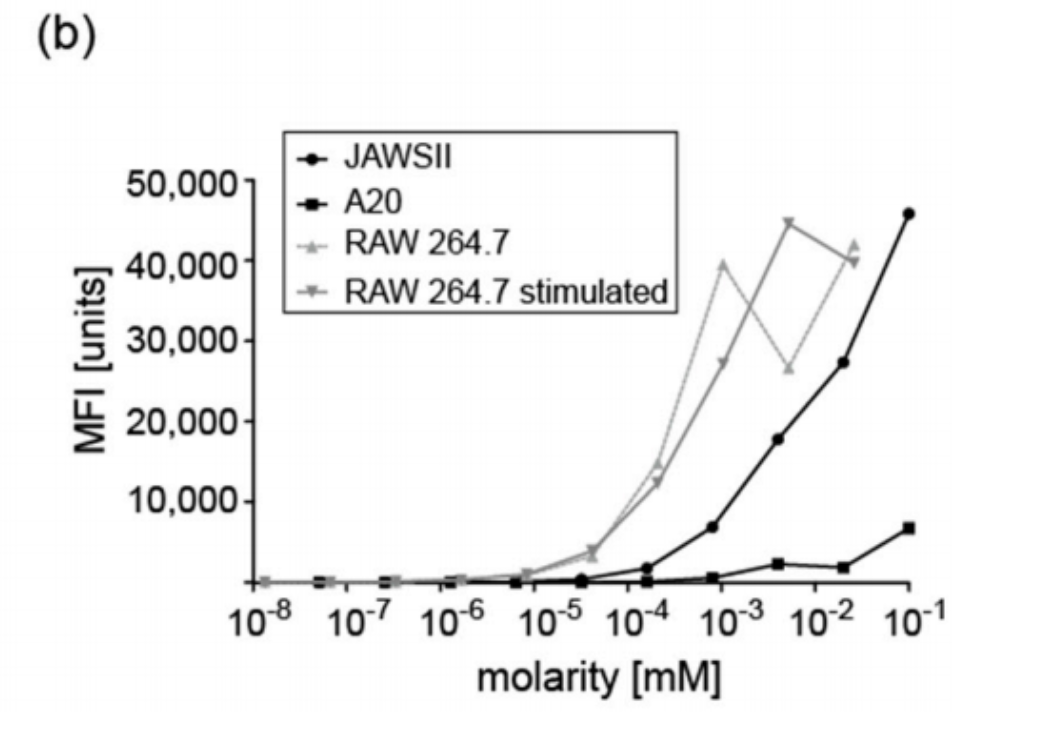 (b)
JAWSII
A20
RAW 264.7
RAW 264.7 stimulated
50,000
40,000
30,000
20,000
10,000
MFI [units]
10⁻⁸ 10⁻⁷ 10⁻⁶ 10⁻⁵ 10⁻⁴ 10⁻³ 10⁻² 10⁻¹
molarity [mM]